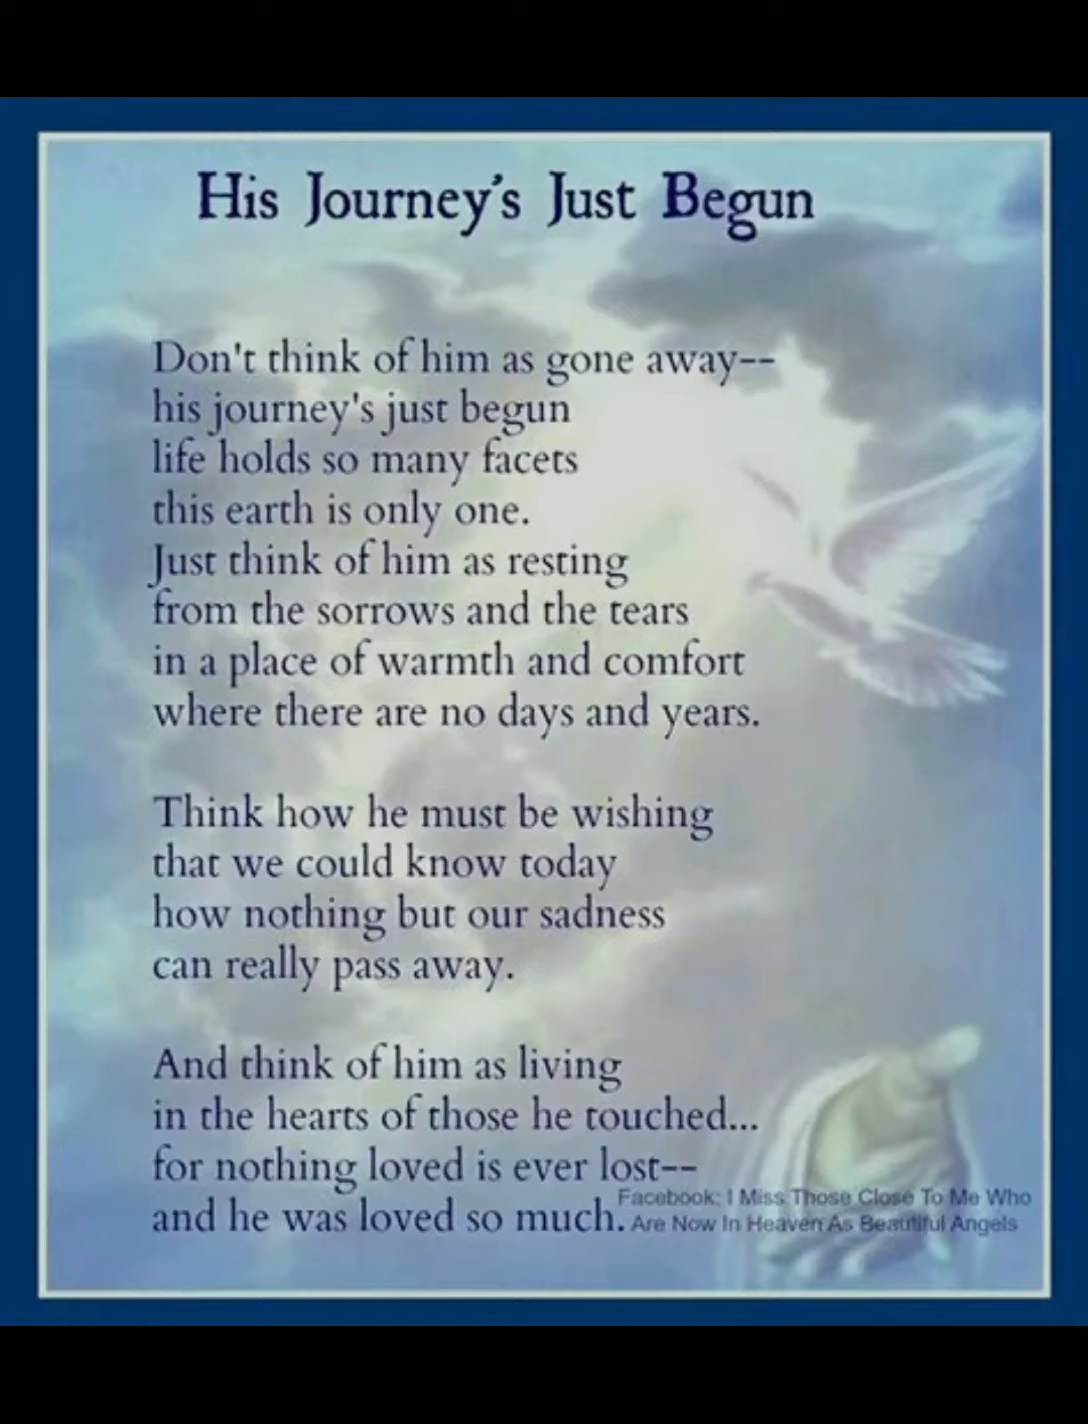 His Journey's Just Begun
Don't think of him as gone away--
his journey's just begun
life holds so many facets
this earth is only one.
Just think of him as resting
from the sorrows and the tears
in a place of warmth and comfort
where there are no days and years.
Think how he must be wishing
that we could know today
how nothing but our sadness
can really pass away.
And think of him as living
in the hearts of those he touched...
for nothing loved is ever lost--
and he was loved so much.
Facebook: I Miss Those Close To Me Who
Are Now In Heaven As Beautiful Angels